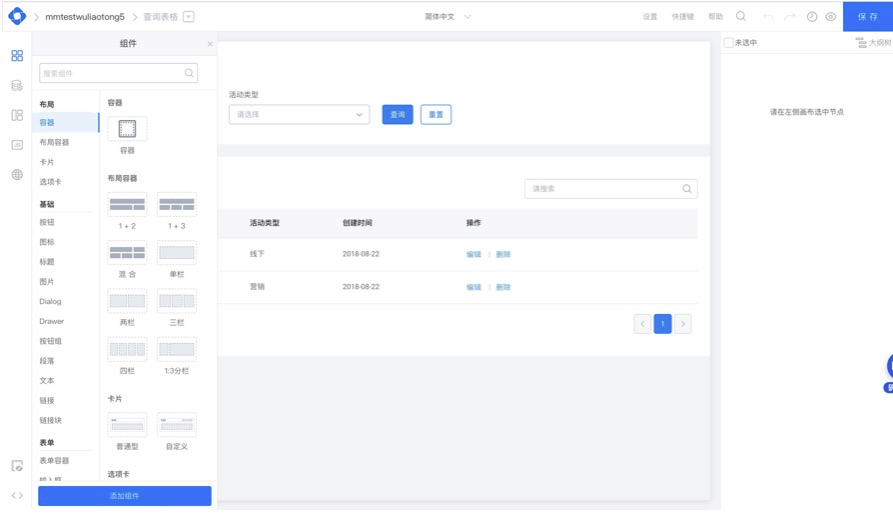 mmtestwuliaotong5 > 查询表格
简体中文
设置 快捷键 帮助
保 存
组件 ×
搜索组件
布局
容器
布局容器
卡片
选项卡
基础
按钮
图标
标题
图片
Dialog
Drawer
按钮组
段落
文本
链接
链接块
表单
表单容器
输入框
容器
容器
布局容器
1 + 2 1 + 3
混 合 单栏
两栏 三栏
四栏 1:3分栏
卡片
普通型 自定义
选项卡
添加组件
活动类型
请选择
查询 重置
请搜索
活动类型 创建时间 操作
线下 2018-08-22 编辑 | 删除
营销 2018-08-22 编辑 | 删除
< 1 >
未选中 大纲树
请在左侧画布选中节点